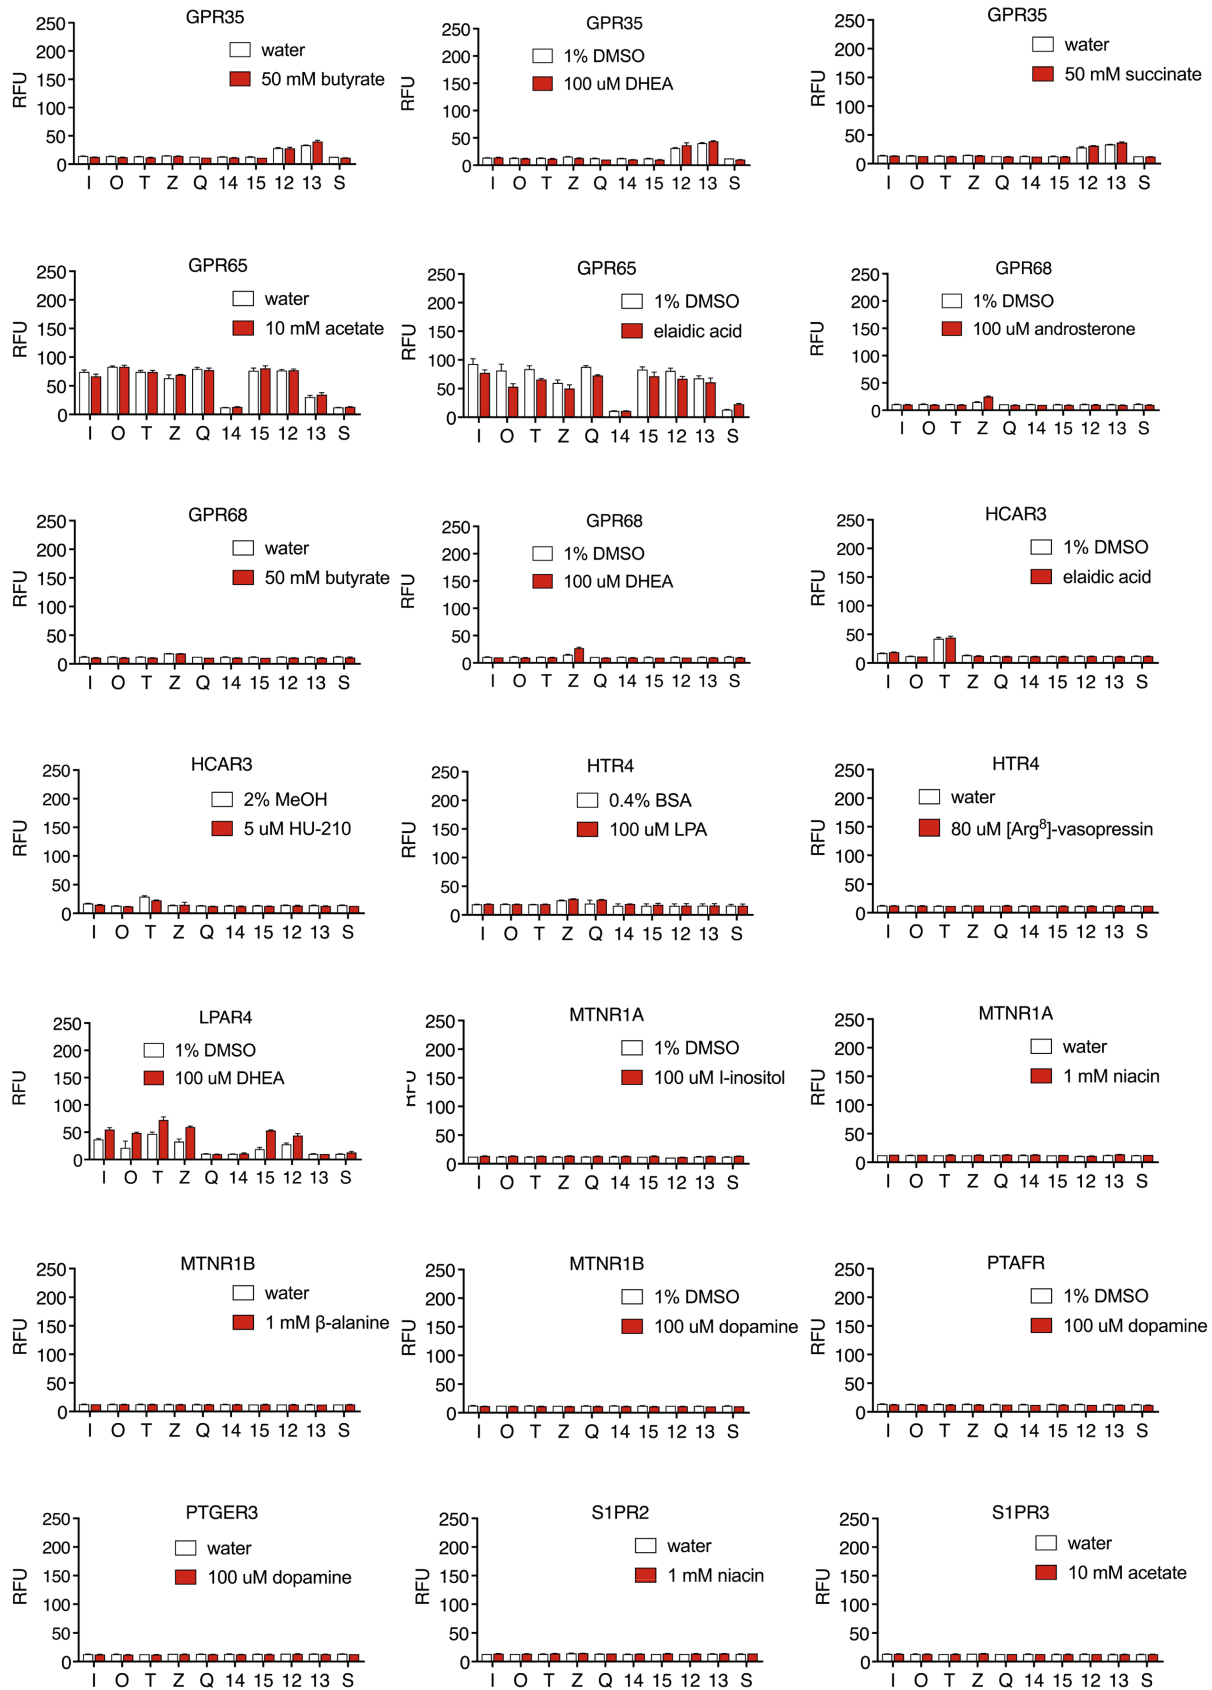 GPR35
250
200
150
100
50
0
RFU
water
50 mM butyrate
I O T Z Q 14 15 12 13 S
GPR35
250
200
150
100
50
0
RFU
1% DMSO
100 uM DHEA
I O T Z Q 14 15 12 13 S
GPR35
250
200
150
100
50
0
RFU
water
50 mM succinate
I O T Z Q 14 15 12 13 S
GPR65
250
200
150
100
50
0
RFU
water
10 mM acetate
I O T Z Q 14 15 12 13 S
GPR65
250
200
150
100
50
0
RFU
1% DMSO
elaidic acid
I O T Z Q 14 15 12 13 S
GPR68
250
200
150
100
50
0
RFU
1% DMSO
100 uM androsterone
I O T Z Q 14 15 12 13 S
GPR68
250
200
150
100
50
0
RFU
water
50 mM butyrate
I O T Z Q 14 15 12 13 S
GPR68
250
200
150
100
50
0
RFU
1% DMSO
100 uM DHEA
I O T Z Q 14 15 12 13 S
HCAR3
250
200
150
100
50
0
RFU
1% DMSO
elaidic acid
I O T Z Q 14 15 12 13 S
HCAR3
250
200
150
100
50
0
RFU
2% MeOH
5 uM HU-210
I O T Z Q 14 15 12 13 S
HTR4
250
200
150
100
50
0
RFU
0.4% BSA
100 uM LPA
I O T Z Q 14 15 12 13 S
HTR4
250
200
150
100
50
0
RFU
water
80 uM [Arg⁸]-vasopressin
I O T Z Q 14 15 12 13 S
LPAR4
250
200
150
100
50
0
RFU
1% DMSO
100 uM DHEA
I O T Z Q 14 15 12 13 S
MTNR1A
250
200
150
100
50
0
RFU
1% DMSO
100 uM l-inositol
I O T Z Q 14 15 12 13 S
MTNR1A
250
200
150
100
50
0
RFU
water
1 mM niacin
I O T Z Q 14 15 12 13 S
MTNR1B
250
200
150
100
50
0
RFU
water
1 mM β-alanine
I O T Z Q 14 15 12 13 S
MTNR1B
250
200
150
100
50
0
RFU
1% DMSO
100 uM dopamine
I O T Z Q 14 15 12 13 S
PTAFR
250
200
150
100
50
0
RFU
1% DMSO
100 uM dopamine
I O T Z Q 14 15 12 13 S
PTGER3
250
200
150
100
50
0
RFU
water
100 uM dopamine
I O T Z Q 14 15 12 13 S
S1PR2
250
200
150
100
50
0
RFU
water
1 mM niacin
I O T Z Q 14 15 12 13 S
S1PR3
250
200
150
100
50
0
RFU
water
10 mM acetate
I O T Z Q 14 15 12 13 S